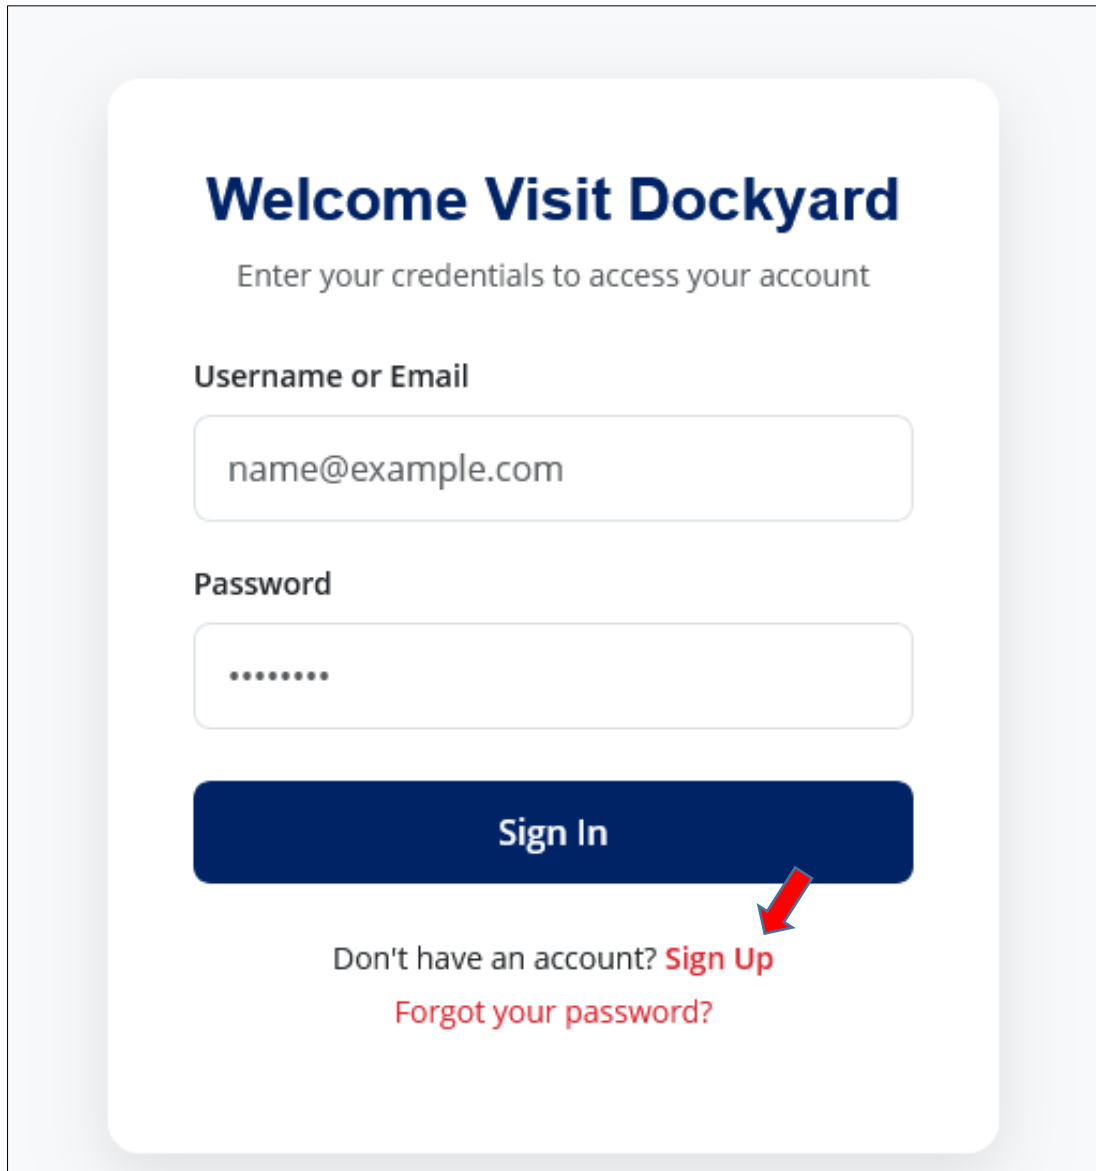 Welcome Visit Dockyard
Enter your credentials to access your account
Username or Email
name@example.com
Password
••••••••
Sign In
Don't have an account? Sign Up
Forgot your password?